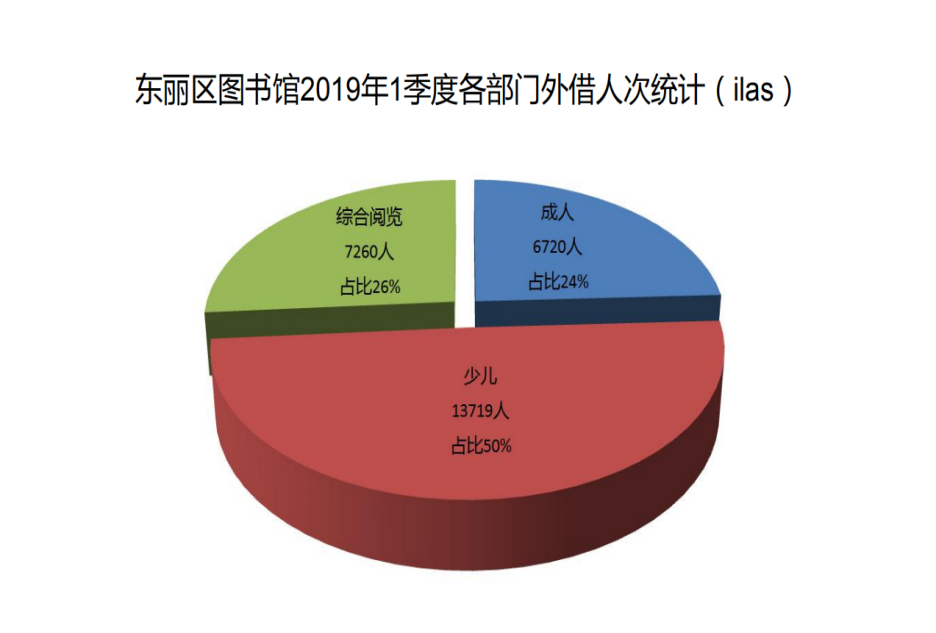 东丽区图书馆2019年1季度各部门外借人次统计（ilas）
综合阅览
7260人
占比26%
成人
6720人
占比24%
少儿
13719人
占比50%